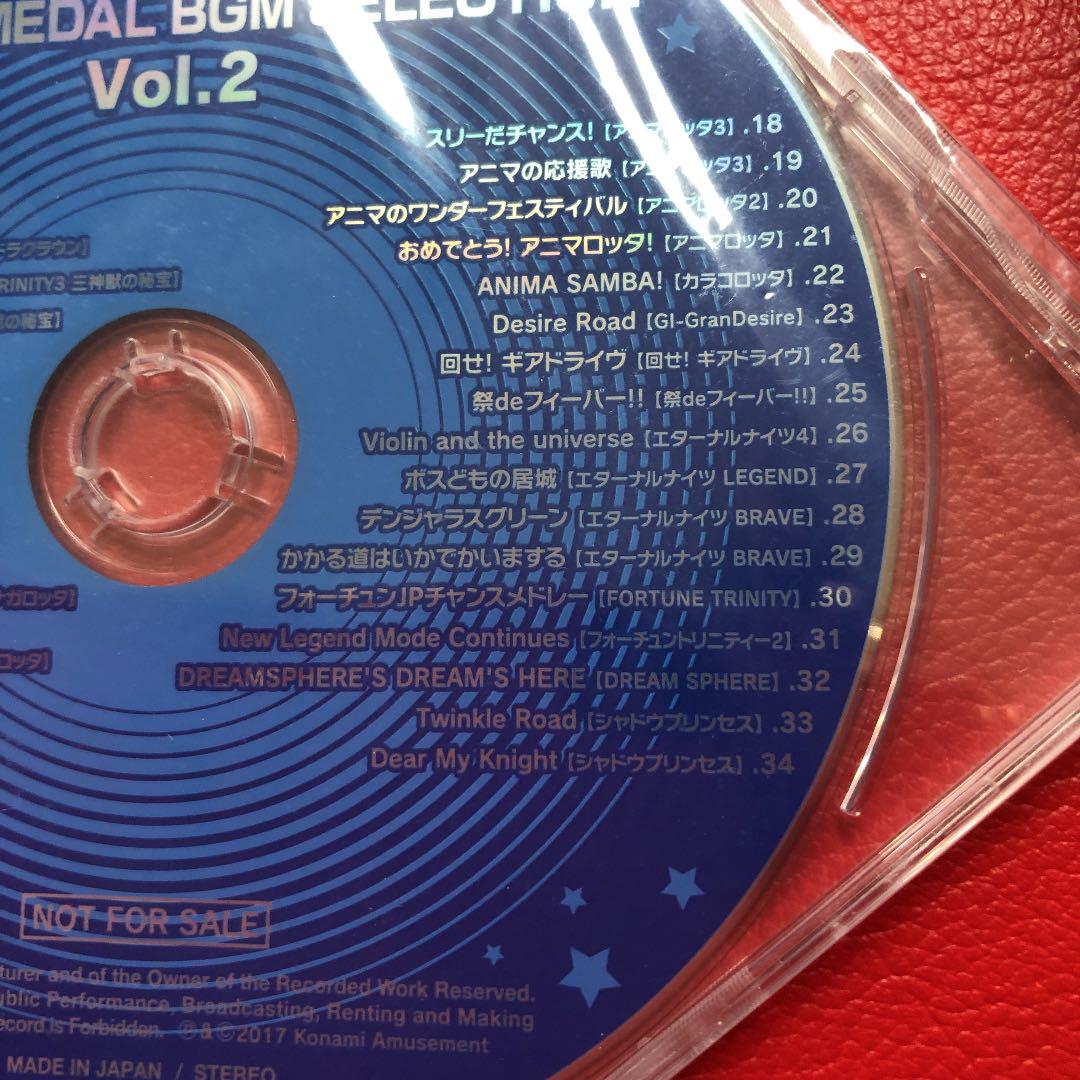 MEDAL BGM SELECTION
Vol.2
スリーだチャンス!【アニマロッタ3】.18
アニマの応援歌【アニマロッタ3】.19
アニマのワンダーフェスティバル【アニマロッタ2】.20
おめでとう! アニマロッタ!【アニマロッタ】.21
ANIMA SAMBA!【カラコロッタ】.22
Desire Road【GI-GranDesire】.23
回せ! ギアドライヴ【回せ! ギアドライヴ】.24
祭deフィーバー!!【祭deフィーバー!!】.25
Violin and the universe【エターナルナイツ4】.26
ボスどもの居城【エターナルナイツ LEGEND】.27
デンジャラスグリーン【エターナルナイツ BRAVE】.28
かかる道はいかでかいまする【エターナルナイツ BRAVE】.29
フォーチュンJPチャンスメドレー【FORTUNE TRINITY】.30
New Legend Mode Continues【フォーチュントリニティー2】.31
DREAMSPHERE'S DREAM'S HERE【DREAM SPHERE】.32
Twinkle Road【シャドウプリンセス】.33
Dear My Knight【シャドウプリンセス】.34
ラクラウン】
RINITY3 三神獣の秘宝】
の秘宝】
ガロッタ】
ロッタ】
NOT FOR SALE
turer and of the Owner of the Recorded Work Reserved.
ublic Performance, Broadcasting, Renting and Making
ecord is Forbidden. ℗&©2017 Konami Amusement
MADE IN JAPAN / STEREO